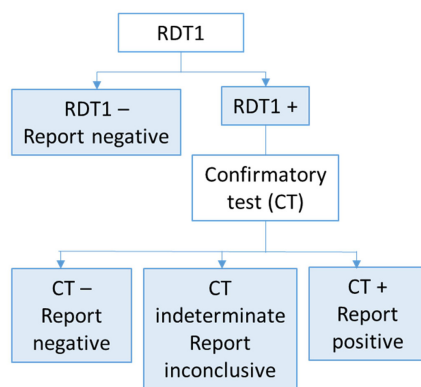 RDT1
RDT1 –
Report negative
RDT1 +
Confirmatory
test (CT)
CT –
Report
negative
CT
indeterminate
Report
inconclusive
CT +
Report
positive